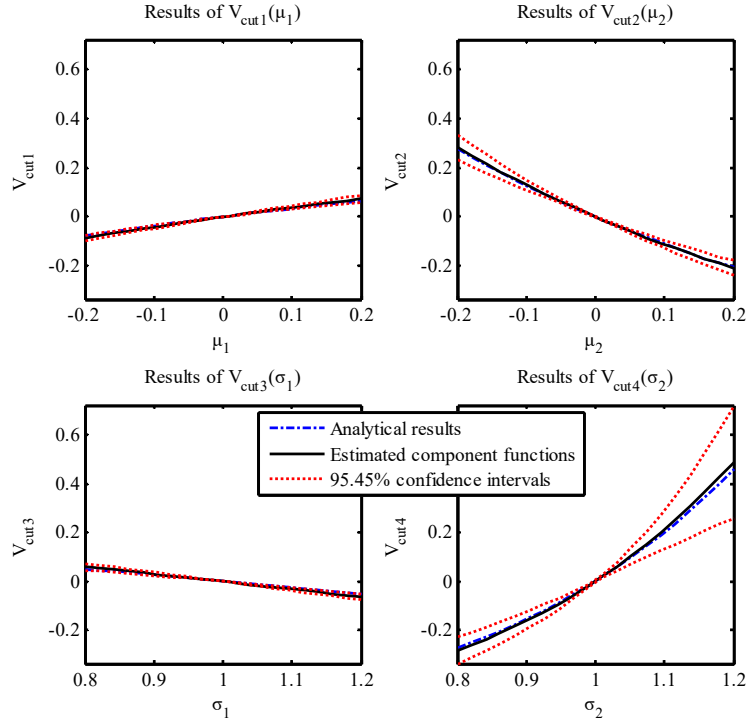 Results of V_cut1(μ_1)
Results of V_cut2(μ_2)
V_cut1
0.6
0.4
0.2
0
-0.2
-0.2 -0.1 0 0.1 0.2
μ_1
V_cut2
0.6
0.4
0.2
0
-0.2
-0.2 -0.1 0 0.1 0.2
μ_2
Results of V_cut3(σ_1)
Results of V_cut4(σ_2)
V_cut3
0.6
0.4
0.2
0
-0.2
0.8 0.9 1 1.1 1.2
σ_1
Analytical results
Estimated component functions
95.45% confidence intervals
V_cut4
0.2
0
-0.2
0.8 0.9 1 1.1 1.2
σ_2